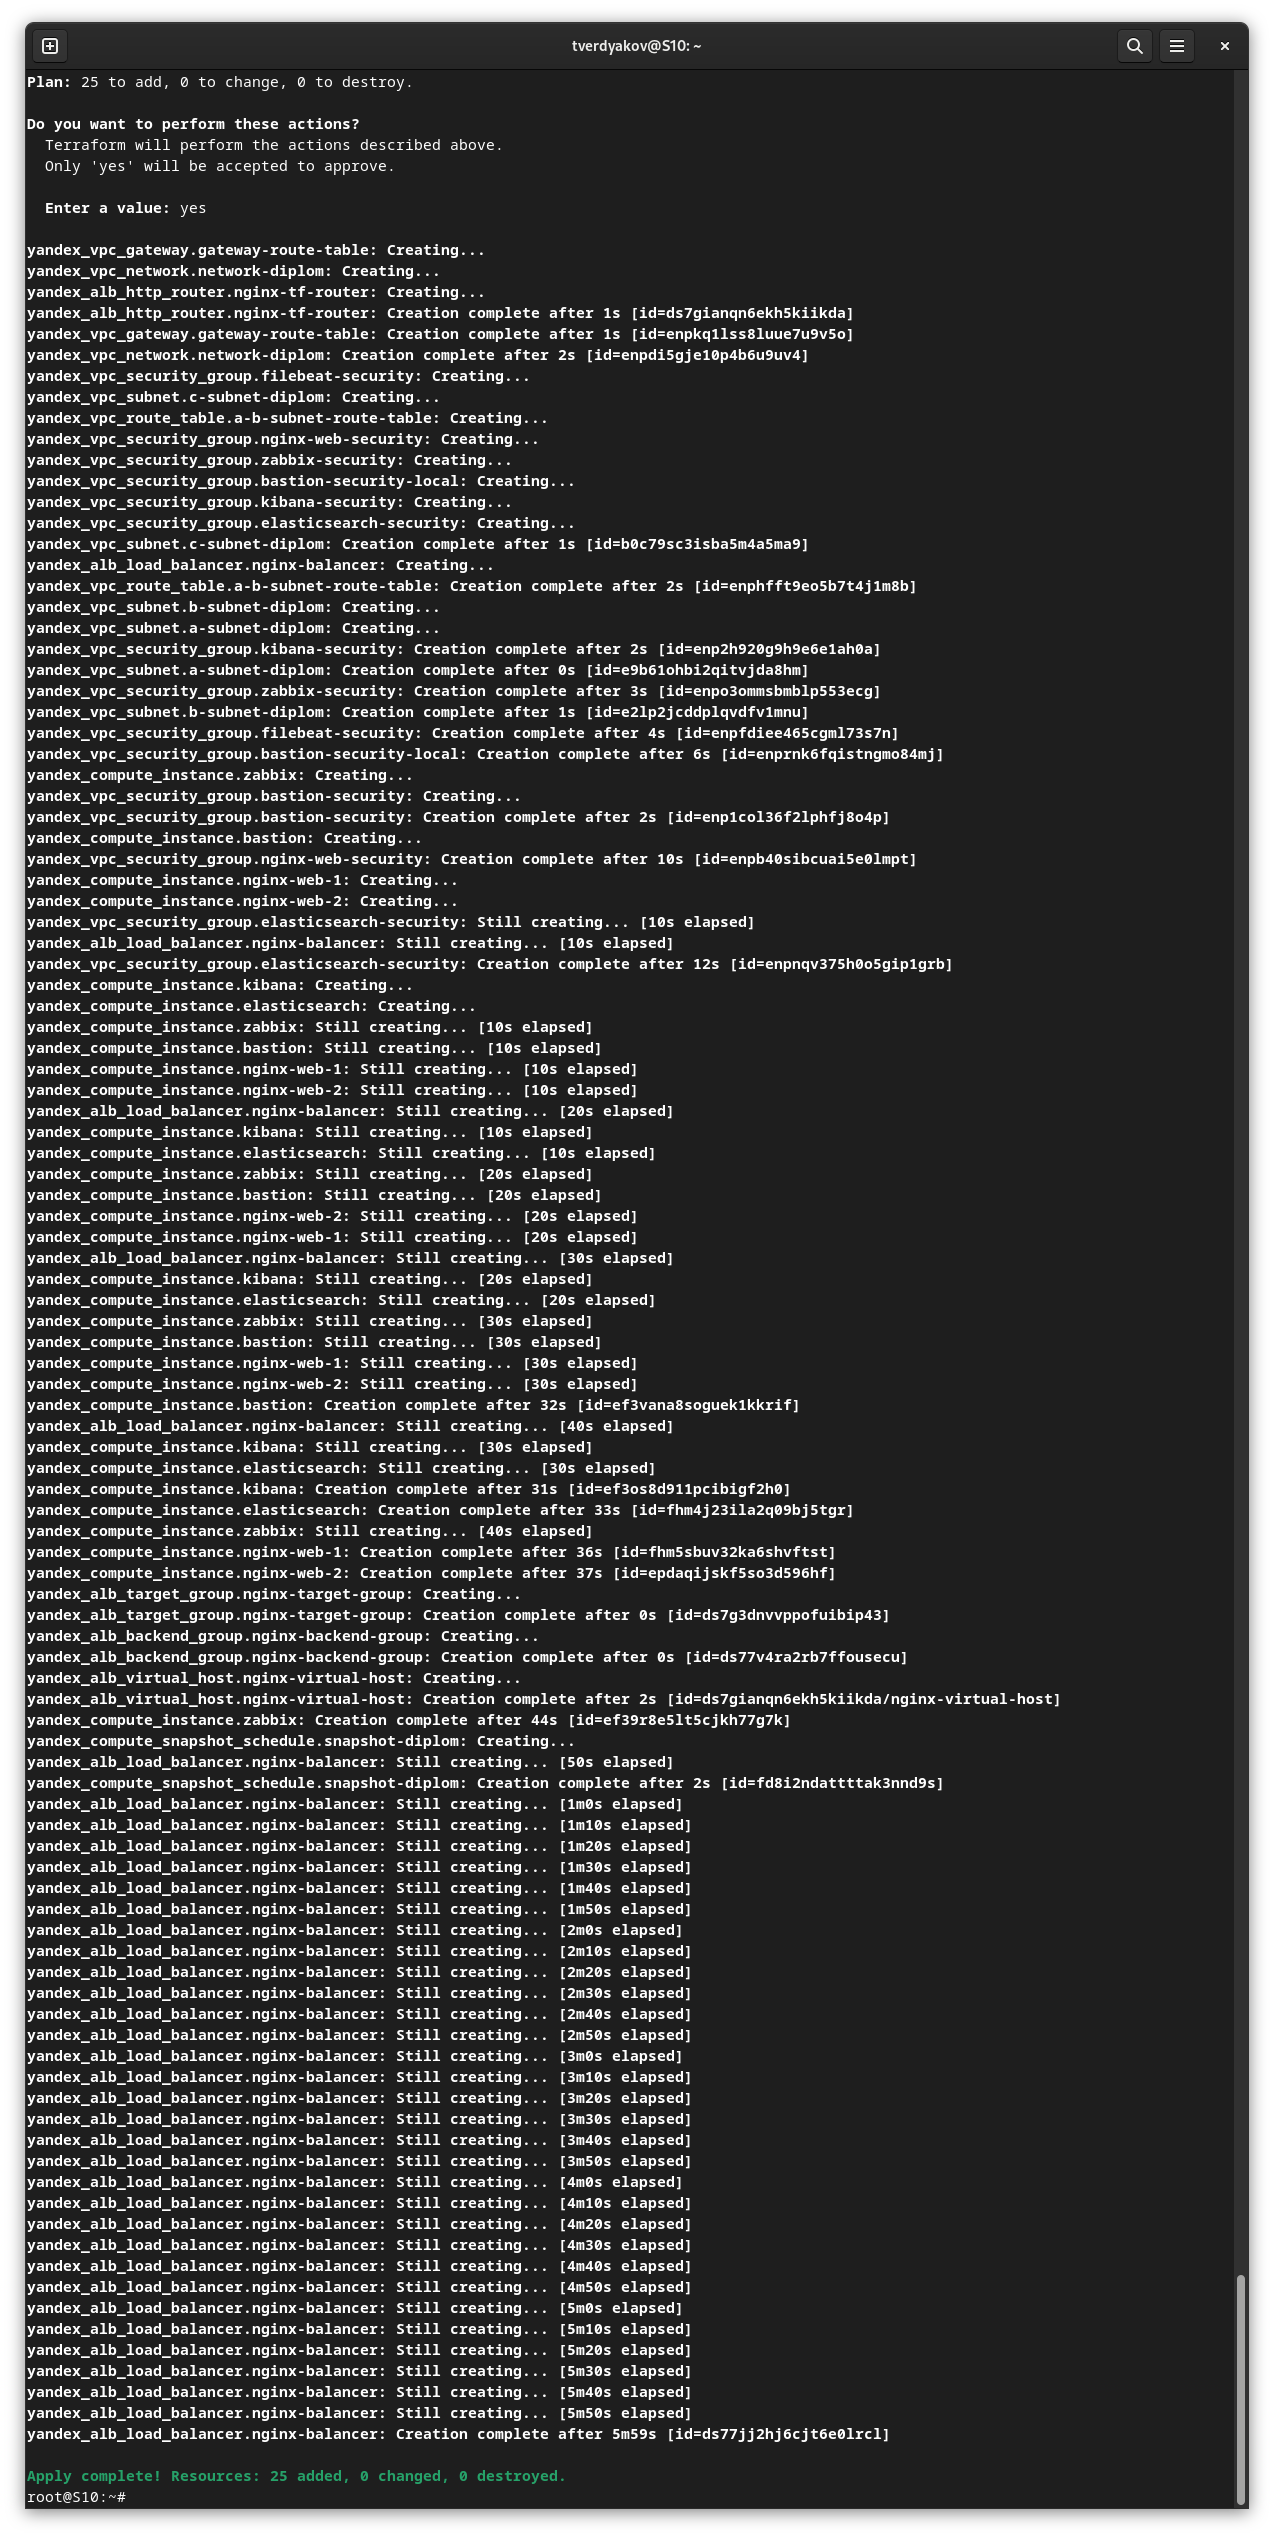 tverdyakov@S10: ~
Plan: 25 to add, 0 to change, 0 to destroy.
Do you want to perform these actions?
  Terraform will perform the actions described above.
  Only 'yes' will be accepted to approve.
  Enter a value: yes
yandex_vpc_gateway.gateway-route-table: Creating...
yandex_vpc_network.network-diplom: Creating...
yandex_alb_http_router.nginx-tf-router: Creating...
yandex_alb_http_router.nginx-tf-router: Creation complete after 1s [id=ds7gianqn6ekh5kiikda]
yandex_vpc_gateway.gateway-route-table: Creation complete after 1s [id=enpkq1lss8luue7u9v5o]
yandex_vpc_network.network-diplom: Creation complete after 2s [id=enpdi5gje10p4b6u9uv4]
yandex_vpc_security_group.filebeat-security: Creating...
yandex_vpc_subnet.c-subnet-diplom: Creating...
yandex_vpc_route_table.a-b-subnet-route-table: Creating...
yandex_vpc_security_group.nginx-web-security: Creating...
yandex_vpc_security_group.zabbix-security: Creating...
yandex_vpc_security_group.bastion-security-local: Creating...
yandex_vpc_security_group.kibana-security: Creating...
yandex_vpc_security_group.elasticsearch-security: Creating...
yandex_vpc_subnet.c-subnet-diplom: Creation complete after 1s [id=b0c79sc3isba5m4a5ma9]
yandex_alb_load_balancer.nginx-balancer: Creating...
yandex_vpc_route_table.a-b-subnet-route-table: Creation complete after 2s [id=enphfft9eo5b7t4j1m8b]
yandex_vpc_subnet.b-subnet-diplom: Creating...
yandex_vpc_subnet.a-subnet-diplom: Creating...
yandex_vpc_security_group.kibana-security: Creation complete after 2s [id=enp2h920g9h9e6e1ah0a]
yandex_vpc_subnet.a-subnet-diplom: Creation complete after 0s [id=e9b61ohbi2qitvjda8hm]
yandex_vpc_security_group.zabbix-security: Creation complete after 3s [id=enpo3ommsbmblp553ecg]
yandex_vpc_subnet.b-subnet-diplom: Creation complete after 1s [id=e2lp2jcddplqvdfv1mnu]
yandex_vpc_security_group.filebeat-security: Creation complete after 4s [id=enpfdiee465cgml73s7n]
yandex_vpc_security_group.bastion-security-local: Creation complete after 6s [id=enprnk6fqistngmo84mj]
yandex_compute_instance.zabbix: Creating...
yandex_vpc_security_group.bastion-security: Creating...
yandex_vpc_security_group.bastion-security: Creation complete after 2s [id=enp1col36f2lphfj8o4p]
yandex_compute_instance.bastion: Creating...
yandex_vpc_security_group.nginx-web-security: Creation complete after 10s [id=enpb40sibcuai5e0lmpt]
yandex_compute_instance.nginx-web-1: Creating...
yandex_compute_instance.nginx-web-2: Creating...
yandex_vpc_security_group.elasticsearch-security: Still creating... [10s elapsed]
yandex_alb_load_balancer.nginx-balancer: Still creating... [10s elapsed]
yandex_vpc_security_group.elasticsearch-security: Creation complete after 12s [id=enpnqv375h0o5gip1grb]
yandex_compute_instance.kibana: Creating...
yandex_compute_instance.elasticsearch: Creating...
yandex_compute_instance.zabbix: Still creating... [10s elapsed]
yandex_compute_instance.bastion: Still creating... [10s elapsed]
yandex_compute_instance.nginx-web-1: Still creating... [10s elapsed]
yandex_compute_instance.nginx-web-2: Still creating... [10s elapsed]
yandex_alb_load_balancer.nginx-balancer: Still creating... [20s elapsed]
yandex_compute_instance.kibana: Still creating... [10s elapsed]
yandex_compute_instance.elasticsearch: Still creating... [10s elapsed]
yandex_compute_instance.zabbix: Still creating... [20s elapsed]
yandex_compute_instance.bastion: Still creating... [20s elapsed]
yandex_compute_instance.nginx-web-2: Still creating... [20s elapsed]
yandex_compute_instance.nginx-web-1: Still creating... [20s elapsed]
yandex_alb_load_balancer.nginx-balancer: Still creating... [30s elapsed]
yandex_compute_instance.kibana: Still creating... [20s elapsed]
yandex_compute_instance.elasticsearch: Still creating... [20s elapsed]
yandex_compute_instance.zabbix: Still creating... [30s elapsed]
yandex_compute_instance.bastion: Still creating... [30s elapsed]
yandex_compute_instance.nginx-web-1: Still creating... [30s elapsed]
yandex_compute_instance.nginx-web-2: Still creating... [30s elapsed]
yandex_compute_instance.bastion: Creation complete after 32s [id=ef3vana8soguek1kkrif]
yandex_alb_load_balancer.nginx-balancer: Still creating... [40s elapsed]
yandex_compute_instance.kibana: Still creating... [30s elapsed]
yandex_compute_instance.elasticsearch: Still creating... [30s elapsed]
yandex_compute_instance.kibana: Creation complete after 31s [id=ef3os8d911pcibigf2h0]
yandex_compute_instance.elasticsearch: Creation complete after 33s [id=fhm4j23ila2q09bj5tgr]
yandex_compute_instance.zabbix: Still creating... [40s elapsed]
yandex_compute_instance.nginx-web-1: Creation complete after 36s [id=fhm5sbuv32ka6shvftst]
yandex_compute_instance.nginx-web-2: Creation complete after 37s [id=epdaqijskf5so3d596hf]
yandex_alb_target_group.nginx-target-group: Creating...
yandex_alb_target_group.nginx-target-group: Creation complete after 0s [id=ds7g3dnvvppofuibip43]
yandex_alb_backend_group.nginx-backend-group: Creating...
yandex_alb_backend_group.nginx-backend-group: Creation complete after 0s [id=ds77v4ra2rb7ffousecu]
yandex_alb_virtual_host.nginx-virtual-host: Creating...
yandex_alb_virtual_host.nginx-virtual-host: Creation complete after 2s [id=ds7gianqn6ekh5kiikda/nginx-virtual-host]
yandex_compute_instance.zabbix: Creation complete after 44s [id=ef39r8e5lt5cjkh77g7k]
yandex_compute_snapshot_schedule.snapshot-diplom: Creating...
yandex_alb_load_balancer.nginx-balancer: Still creating... [50s elapsed]
yandex_compute_snapshot_schedule.snapshot-diplom: Creation complete after 2s [id=fd8i2ndattttak3nnd9s]
yandex_alb_load_balancer.nginx-balancer: Still creating... [1m0s elapsed]
yandex_alb_load_balancer.nginx-balancer: Still creating... [1m10s elapsed]
yandex_alb_load_balancer.nginx-balancer: Still creating... [1m20s elapsed]
yandex_alb_load_balancer.nginx-balancer: Still creating... [1m30s elapsed]
yandex_alb_load_balancer.nginx-balancer: Still creating... [1m40s elapsed]
yandex_alb_load_balancer.nginx-balancer: Still creating... [1m50s elapsed]
yandex_alb_load_balancer.nginx-balancer: Still creating... [2m0s elapsed]
yandex_alb_load_balancer.nginx-balancer: Still creating... [2m10s elapsed]
yandex_alb_load_balancer.nginx-balancer: Still creating... [2m20s elapsed]
yandex_alb_load_balancer.nginx-balancer: Still creating... [2m30s elapsed]
yandex_alb_load_balancer.nginx-balancer: Still creating... [2m40s elapsed]
yandex_alb_load_balancer.nginx-balancer: Still creating... [2m50s elapsed]
yandex_alb_load_balancer.nginx-balancer: Still creating... [3m0s elapsed]
yandex_alb_load_balancer.nginx-balancer: Still creating... [3m10s elapsed]
yandex_alb_load_balancer.nginx-balancer: Still creating... [3m20s elapsed]
yandex_alb_load_balancer.nginx-balancer: Still creating... [3m30s elapsed]
yandex_alb_load_balancer.nginx-balancer: Still creating... [3m40s elapsed]
yandex_alb_load_balancer.nginx-balancer: Still creating... [3m50s elapsed]
yandex_alb_load_balancer.nginx-balancer: Still creating... [4m0s elapsed]
yandex_alb_load_balancer.nginx-balancer: Still creating... [4m10s elapsed]
yandex_alb_load_balancer.nginx-balancer: Still creating... [4m20s elapsed]
yandex_alb_load_balancer.nginx-balancer: Still creating... [4m30s elapsed]
yandex_alb_load_balancer.nginx-balancer: Still creating... [4m40s elapsed]
yandex_alb_load_balancer.nginx-balancer: Still creating... [4m50s elapsed]
yandex_alb_load_balancer.nginx-balancer: Still creating... [5m0s elapsed]
yandex_alb_load_balancer.nginx-balancer: Still creating... [5m10s elapsed]
yandex_alb_load_balancer.nginx-balancer: Still creating... [5m20s elapsed]
yandex_alb_load_balancer.nginx-balancer: Still creating... [5m30s elapsed]
yandex_alb_load_balancer.nginx-balancer: Still creating... [5m40s elapsed]
yandex_alb_load_balancer.nginx-balancer: Still creating... [5m50s elapsed]
yandex_alb_load_balancer.nginx-balancer: Creation complete after 5m59s [id=ds77jj2hj6cjt6e0lrcl]
Apply complete! Resources: 25 added, 0 changed, 0 destroyed.
root@S10:~#